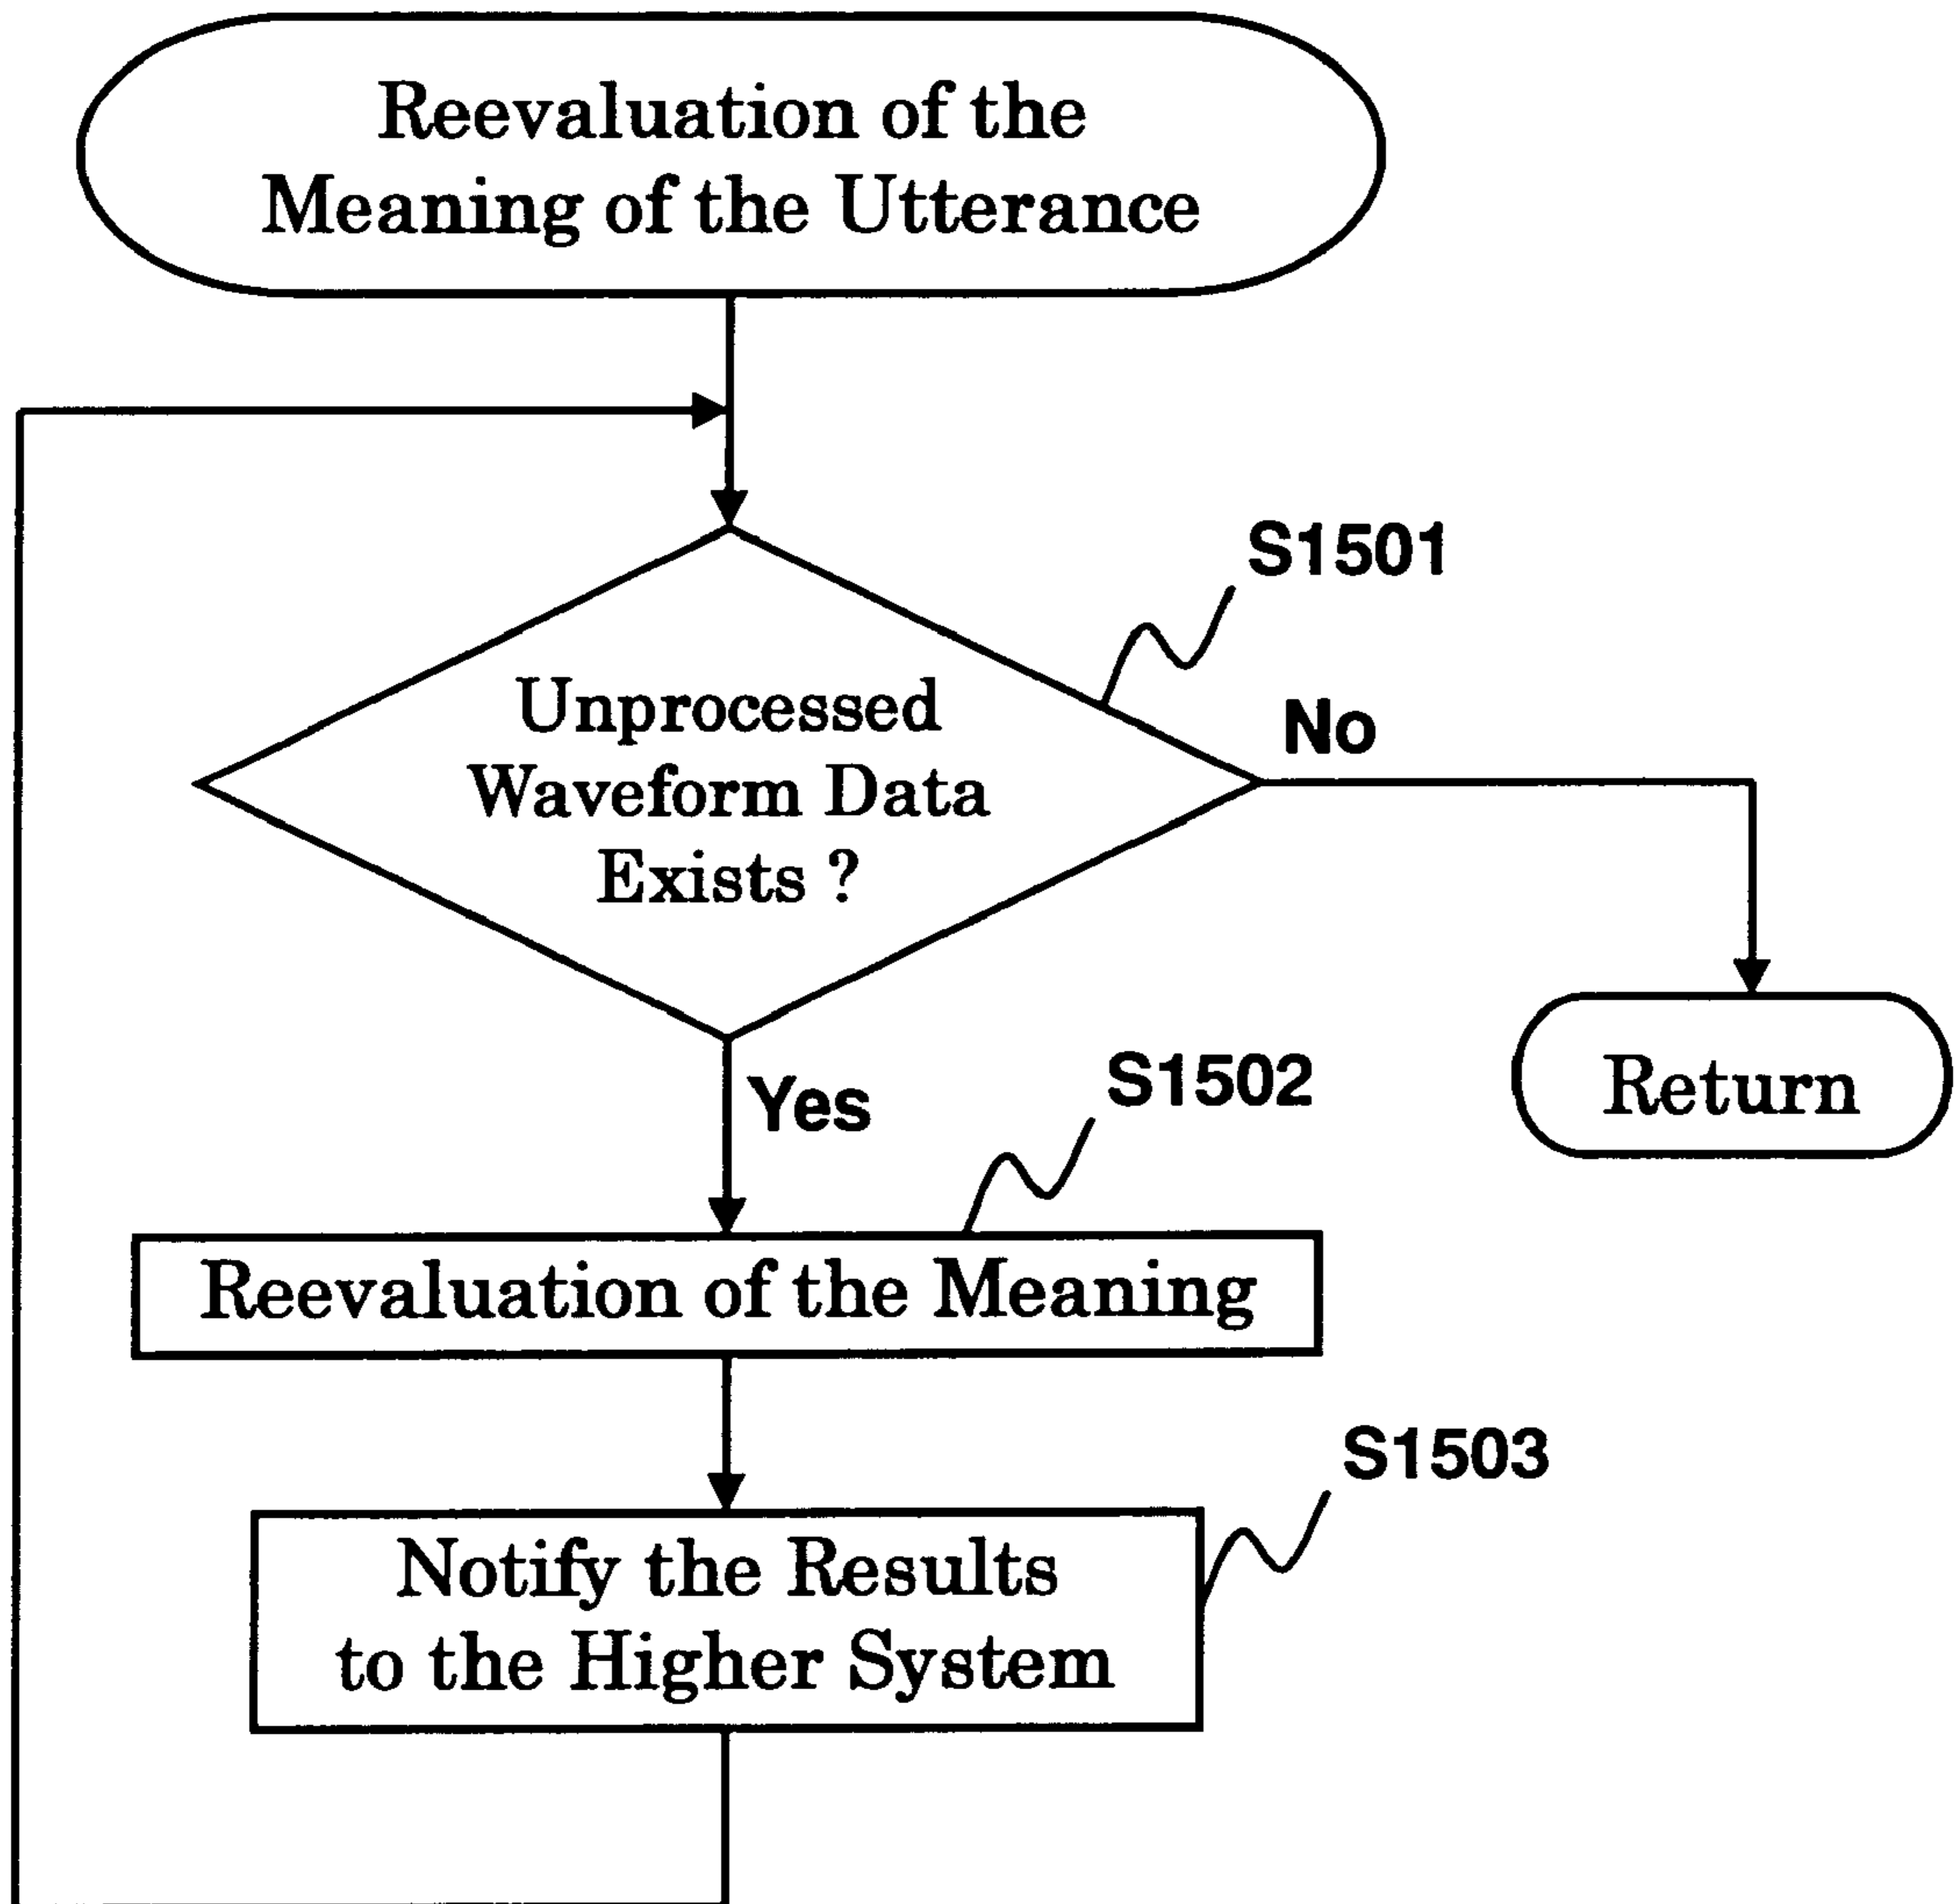 Reevaluation of the
Meaning of the Utterance
S1501
Unprocessed
Waveform Data
Exists ?
No
Return
Yes
S1502
Reevaluation of the Meaning
S1503
Notify the Results
to the Higher System